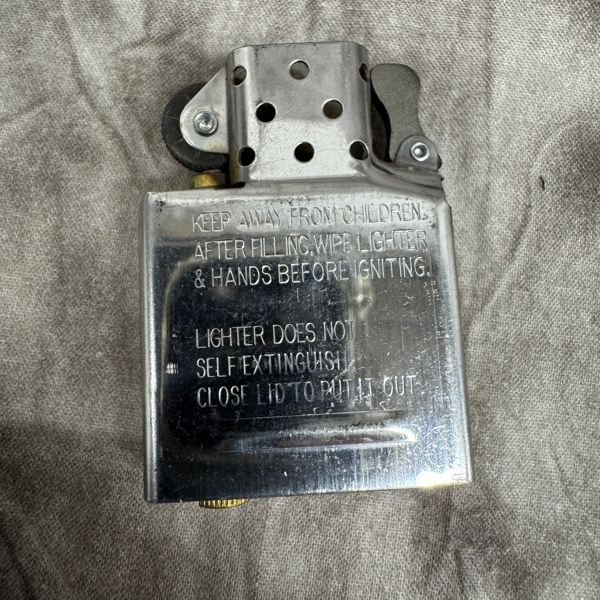 KEEP AWAY FROM CHILDREN.
AFTER FILLING, WIPE LIGHTER
& HANDS BEFORE IGNITING.
LIGHTER DOES NOT
SELF EXTINGUISH
CLOSE LID TO PUT IT OUT